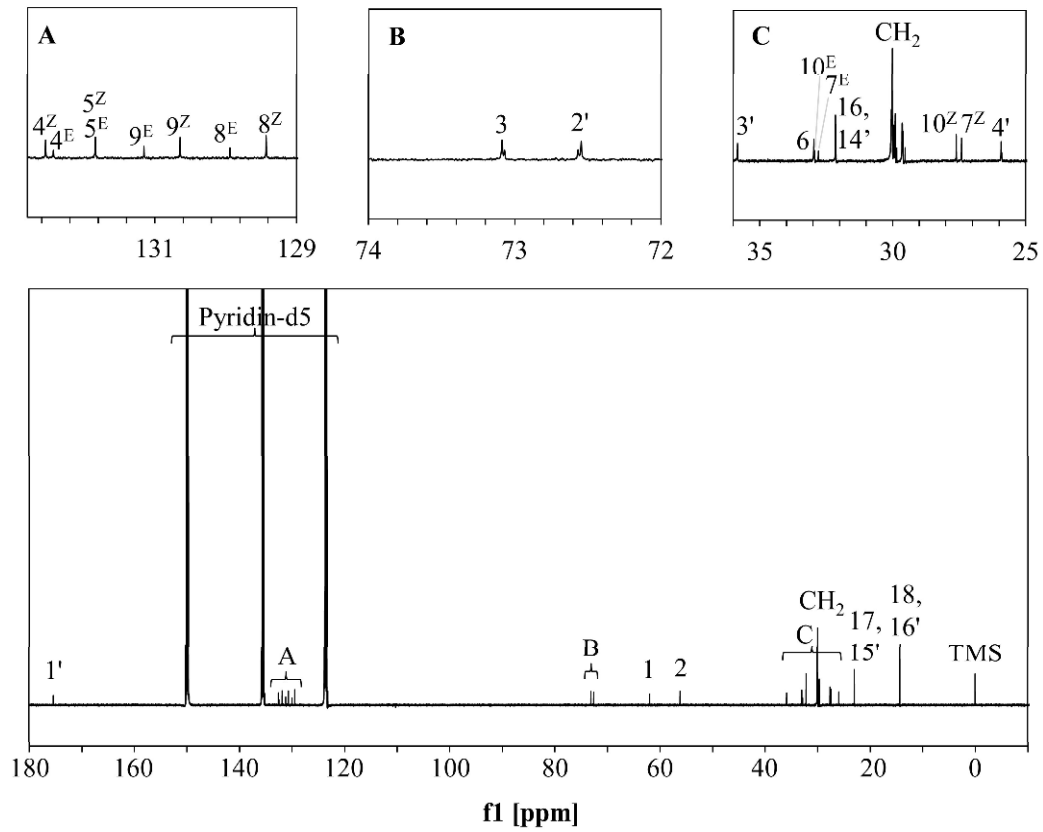 A
5ᶻ
4ᶻ 4ᴱ 5ᴱ 9ᴱ 9ᶻ 8ᴱ 8ᶻ
131 129
B
3 2'
74 73 72
C
CH₂
10ᴱ
7ᴱ
3' 6 16, 10ᶻ 7ᶻ 4'
14’
35 30 25
Pyridin-d5
1' A B 1 2 C CH₂ 17, 18, TMS
15' 16'
180 160 140 120 100 80 60 40 20 0
f1 [ppm]